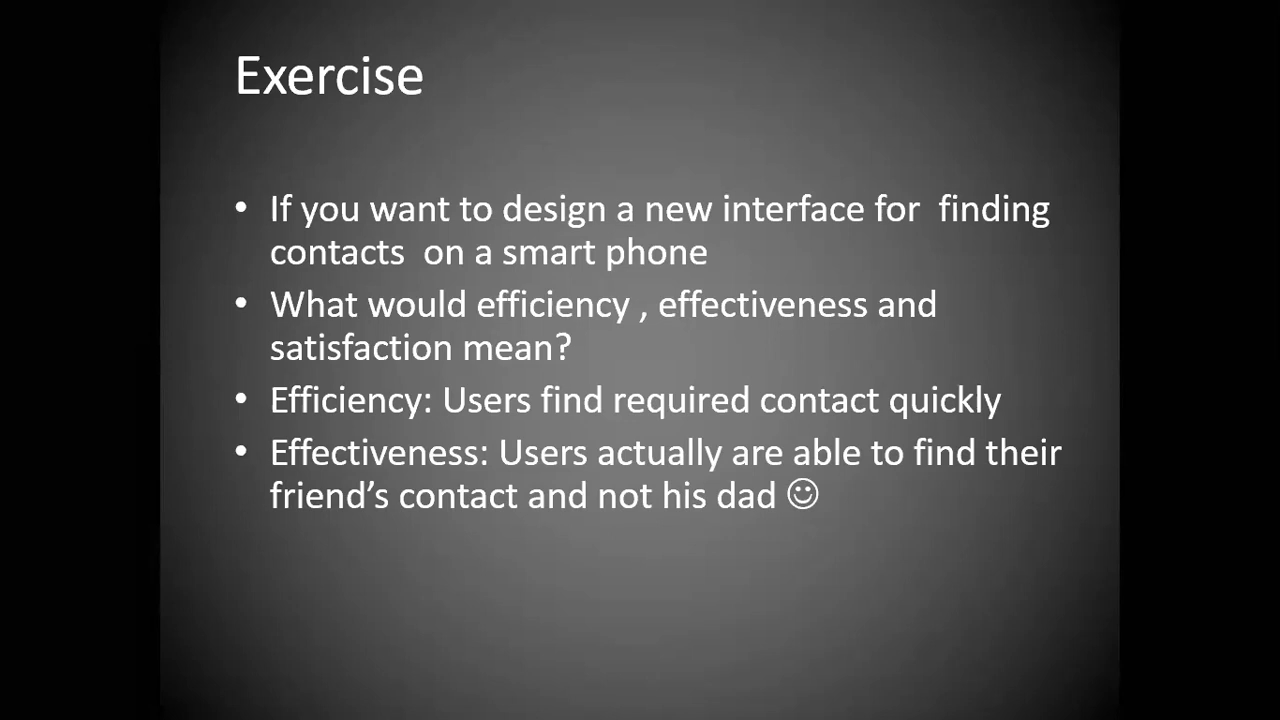 Exercise
• If you want to design a new interface for  finding
contacts  on a smart phone
• What would efficiency , effectiveness and
satisfaction mean?
• Efficiency: Users find required contact quickly
• Effectiveness: Users actually are able to find their
friend’s contact and not his dad ☺